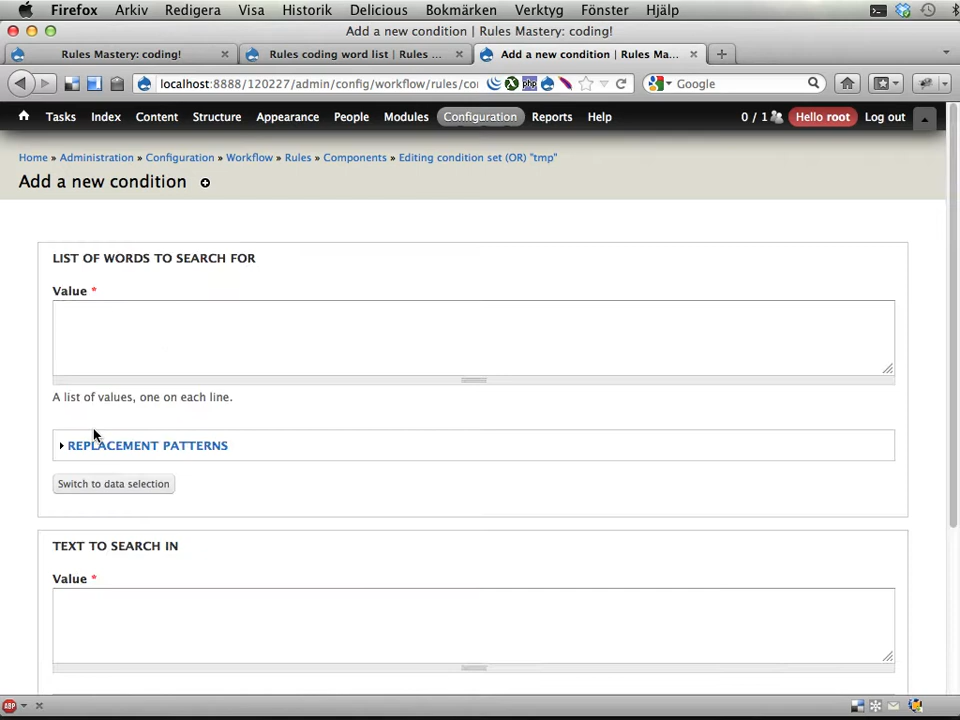 Firefox Arkiv Redigera Visa Historik Delicious Bokmärken Verktyg Fönster Hjälp
Add a new condition | Rules Mastery: coding!
Rules Mastery: coding!
Rules coding word list | Rules ...
Add a new condition | Rules Ma...
localhost:8888/120227/admin/config/workflow/rules/co
php
Google
Tasks Index Content Structure Appearance People Modules Configuration Reports Help 0 / 1 Hello root Log out
Home » Administration » Configuration » Workflow » Rules » Components » Editing condition set (OR) "tmp"
Add a new condition
LIST OF WORDS TO SEARCH FOR
Value *
A list of values, one on each line.
REPLACEMENT PATTERNS
Switch to data selection
TEXT TO SEARCH IN
Value *
ABP